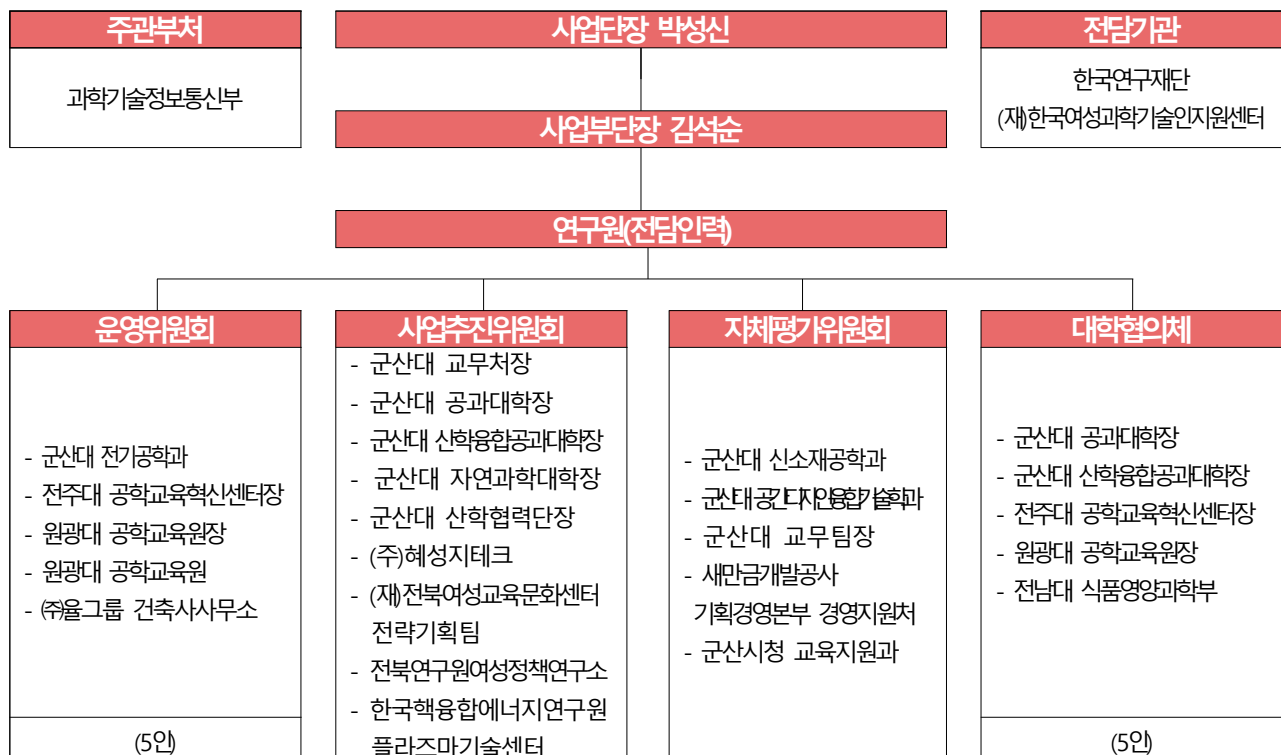 주관부처
과학기술정보통신부
사업단장 박성신
사업부단장 김석순
연구원(전담인력)
전담기관
한국연구재단
(재)한국여성과학기술인지원센터
운영위원회
- 군산대 전기공학과
- 전주대 공학교육혁신센터장
- 원광대 공학교육원장
- 원광대 공학교육원
- ㈜율그룹 건축사사무소
(5인)
사업추진위원회
- 군산대 교무처장
- 군산대 공과대학장
- 군산대 산학융합공과대학장
- 군산대 자연과학대학장
- 군산대 산학협력단장
- (주)혜성지테크
- (재)전북여성교육문화센터
전략기획팀
- 전북연구원여성정책연구소
- 한국핵융합에너지연구원
플라즈마기술센터
자체평가위원회
- 군산대 신소재공학과
- 군산대 공간디자인융합기술학과
- 군산대 교무팀장
- 새만금개발공사
기획경영본부 경영지원처
- 군산시청 교육지원과
대학협의체
- 군산대 공과대학장
- 군산대 산학융합공과대학장
- 전주대 공학교육혁신센터장
- 원광대 공학교육원장
- 전남대 식품영양과학부
(5인)